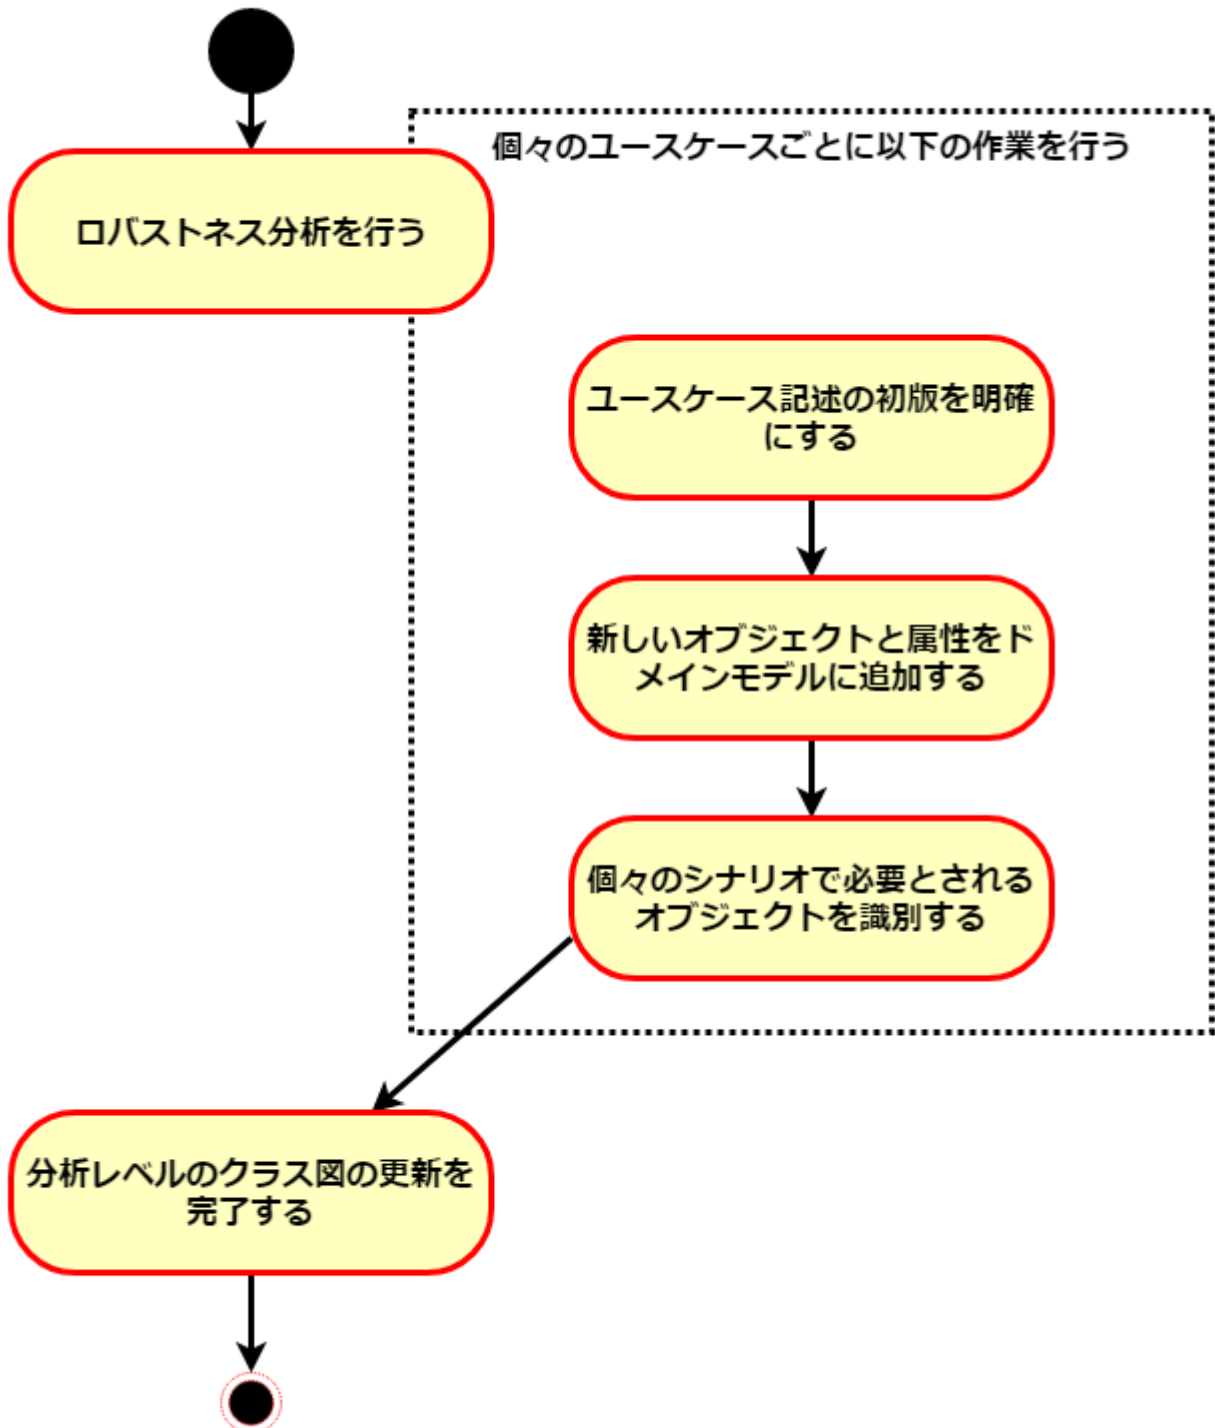 個々のユースケースごとに以下の作業を行う
ロバストネス分析を行う
ユースケース記述の初版を明確
にする
新しいオブジェクトと属性をド
メインモデルに追加する
個々のシナリオで必要とされる
オブジェクトを識別する
分析レベルのクラス図の更新を
完了する